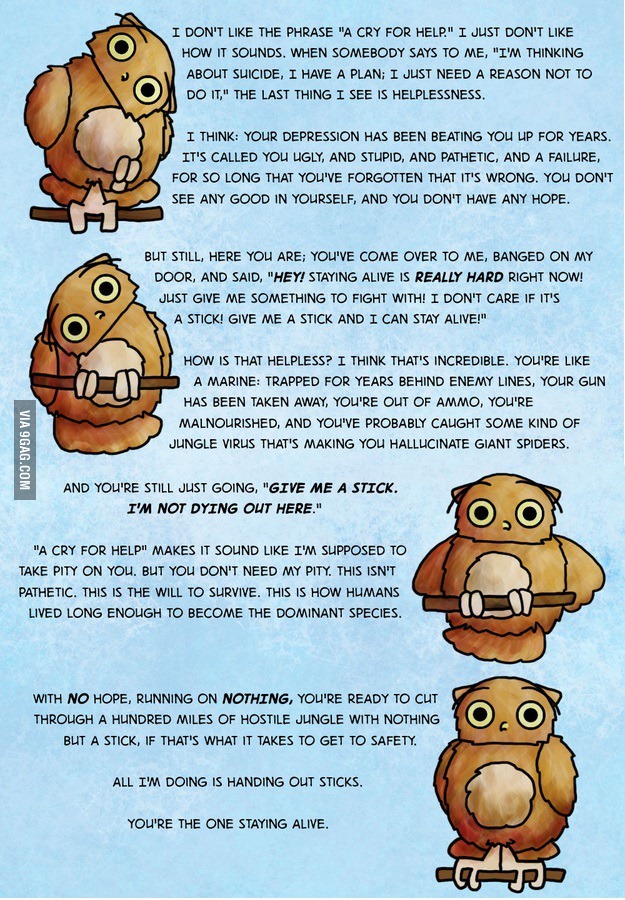 I DON'T LIKE THE PHRASE "A CRY FOR HELP." I JUST DON'T LIKE
HOW IT SOUNDS. WHEN SOMEBODY SAYS TO ME, "I'M THINKING
ABOUT SUICIDE, I HAVE A PLAN; I JUST NEED A REASON NOT TO
DO IT," THE LAST THING I SEE IS HELPLESSNESS.
I THINK: YOUR DEPRESSION HAS BEEN BEATING YOU UP FOR YEARS.
IT'S CALLED YOU UGLY, AND STUPID, AND PATHETIC, AND A FAILURE,
FOR SO LONG THAT YOU'VE FORGOTTEN THAT IT'S WRONG. YOU DON'T
SEE ANY GOOD IN YOURSELF, AND YOU DON'T HAVE ANY HOPE.
BUT STILL, HERE YOU ARE; YOU'VE COME OVER TO ME, BANGED ON MY
DOOR, AND SAID, "HEY! STAYING ALIVE IS REALLY HARD RIGHT NOW!
JUST GIVE ME SOMETHING TO FIGHT WITH! I DON'T CARE IF IT'S
A STICK! GIVE ME A STICK AND I CAN STAY ALIVE!"
HOW IS THAT HELPLESS? I THINK THAT'S INCREDIBLE. YOU'RE LIKE
A MARINE: TRAPPED FOR YEARS BEHIND ENEMY LINES, YOUR GUN
HAS BEEN TAKEN AWAY, YOU'RE OUT OF AMMO, YOU'RE
MALNOURISHED, AND YOU'VE PROBABLY CAUGHT SOME KIND OF
JUNGLE VIRUS THAT'S MAKING YOU HALLUCINATE GIANT SPIDERS.
VIA 9GAG.COM
AND YOU'RE STILL JUST GOING, "GIVE ME A STICK.
I'M NOT DYING OUT HERE."
"A CRY FOR HELP" MAKES IT SOUND LIKE I'M SUPPOSED TO
TAKE PITY ON YOU. BUT YOU DON'T NEED MY PITY. THIS ISN'T
PATHETIC. THIS IS THE WILL TO SURVIVE. THIS IS HOW HUMANS
LIVED LONG ENOUGH TO BECOME THE DOMINANT SPECIES.
WITH NO HOPE, RUNNING ON NOTHING, YOU'RE READY TO CUT
THROUGH A HUNDRED MILES OF HOSTILE JUNGLE WITH NOTHING
BUT A STICK, IF THAT'S WHAT IT TAKES TO GET TO SAFETY.
ALL I'M DOING IS HANDING OUT STICKS.
YOU'RE THE ONE STAYING ALIVE.